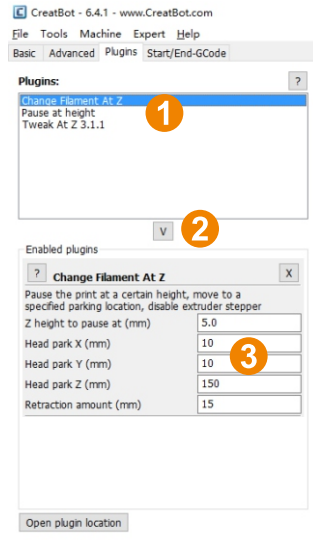 CreatBot - 6.4.1 - www.CreatBot.com
File Tools Machine Expert Help
Basic Advanced Plugins Start/End-GCode
Plugins: ?
Change Filament At Z
Pause at height
Tweak At Z 3.1.1
1
V 2
Enabled plugins
? Change Filament At Z X
Pause the print at a certain height, move to a
specified parking location, disable extruder stepper
Z height to pause at (mm) 5.0
Head park X (mm) 10
Head park Y (mm) 10
3
Head park Z (mm) 150
Retraction amount (mm) 15
Open plugin location